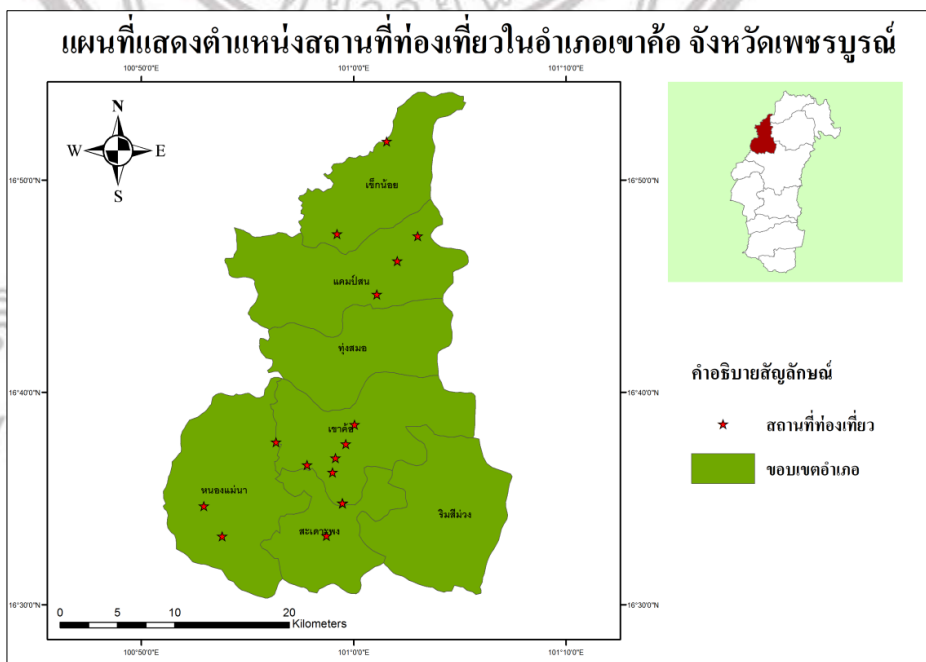 แผนที่แสดงตำแหน่งสถานที่ท่องเที่ยวในอำเภอเขาค้อ จังหวัดเพชรบูรณ์
100°50'0"E 101°0'0"E 101°10'0"E
N
W E
S
16°50'0"N 16°50'0"N
เข็กน้อย
แคมป์สน
ทุ่งสมอ
16°40'0"N 16°40'0"N
เขาค้อ
หนองแม่นา
ริมสีม่วง
สะเดาะพง
16°30'0"N 16°30'0"N
0 5 10 20
Kilometers
100°50'0"E 101°0'0"E 101°10'0"E
คำอธิบายสัญลักษณ์
สถานที่ท่องเที่ยว
ขอบเขตอำเภอ